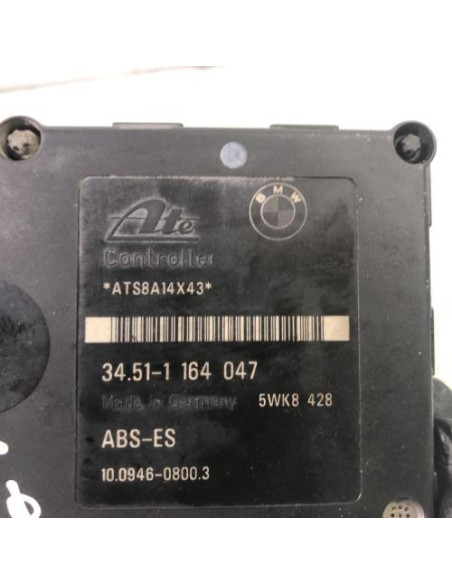 Ate
BMW
Controller
*ATS8A14X43*
34.51-1 164 047
Made in Germany 5WK8 428
ABS-ES
10.0946-0800.3